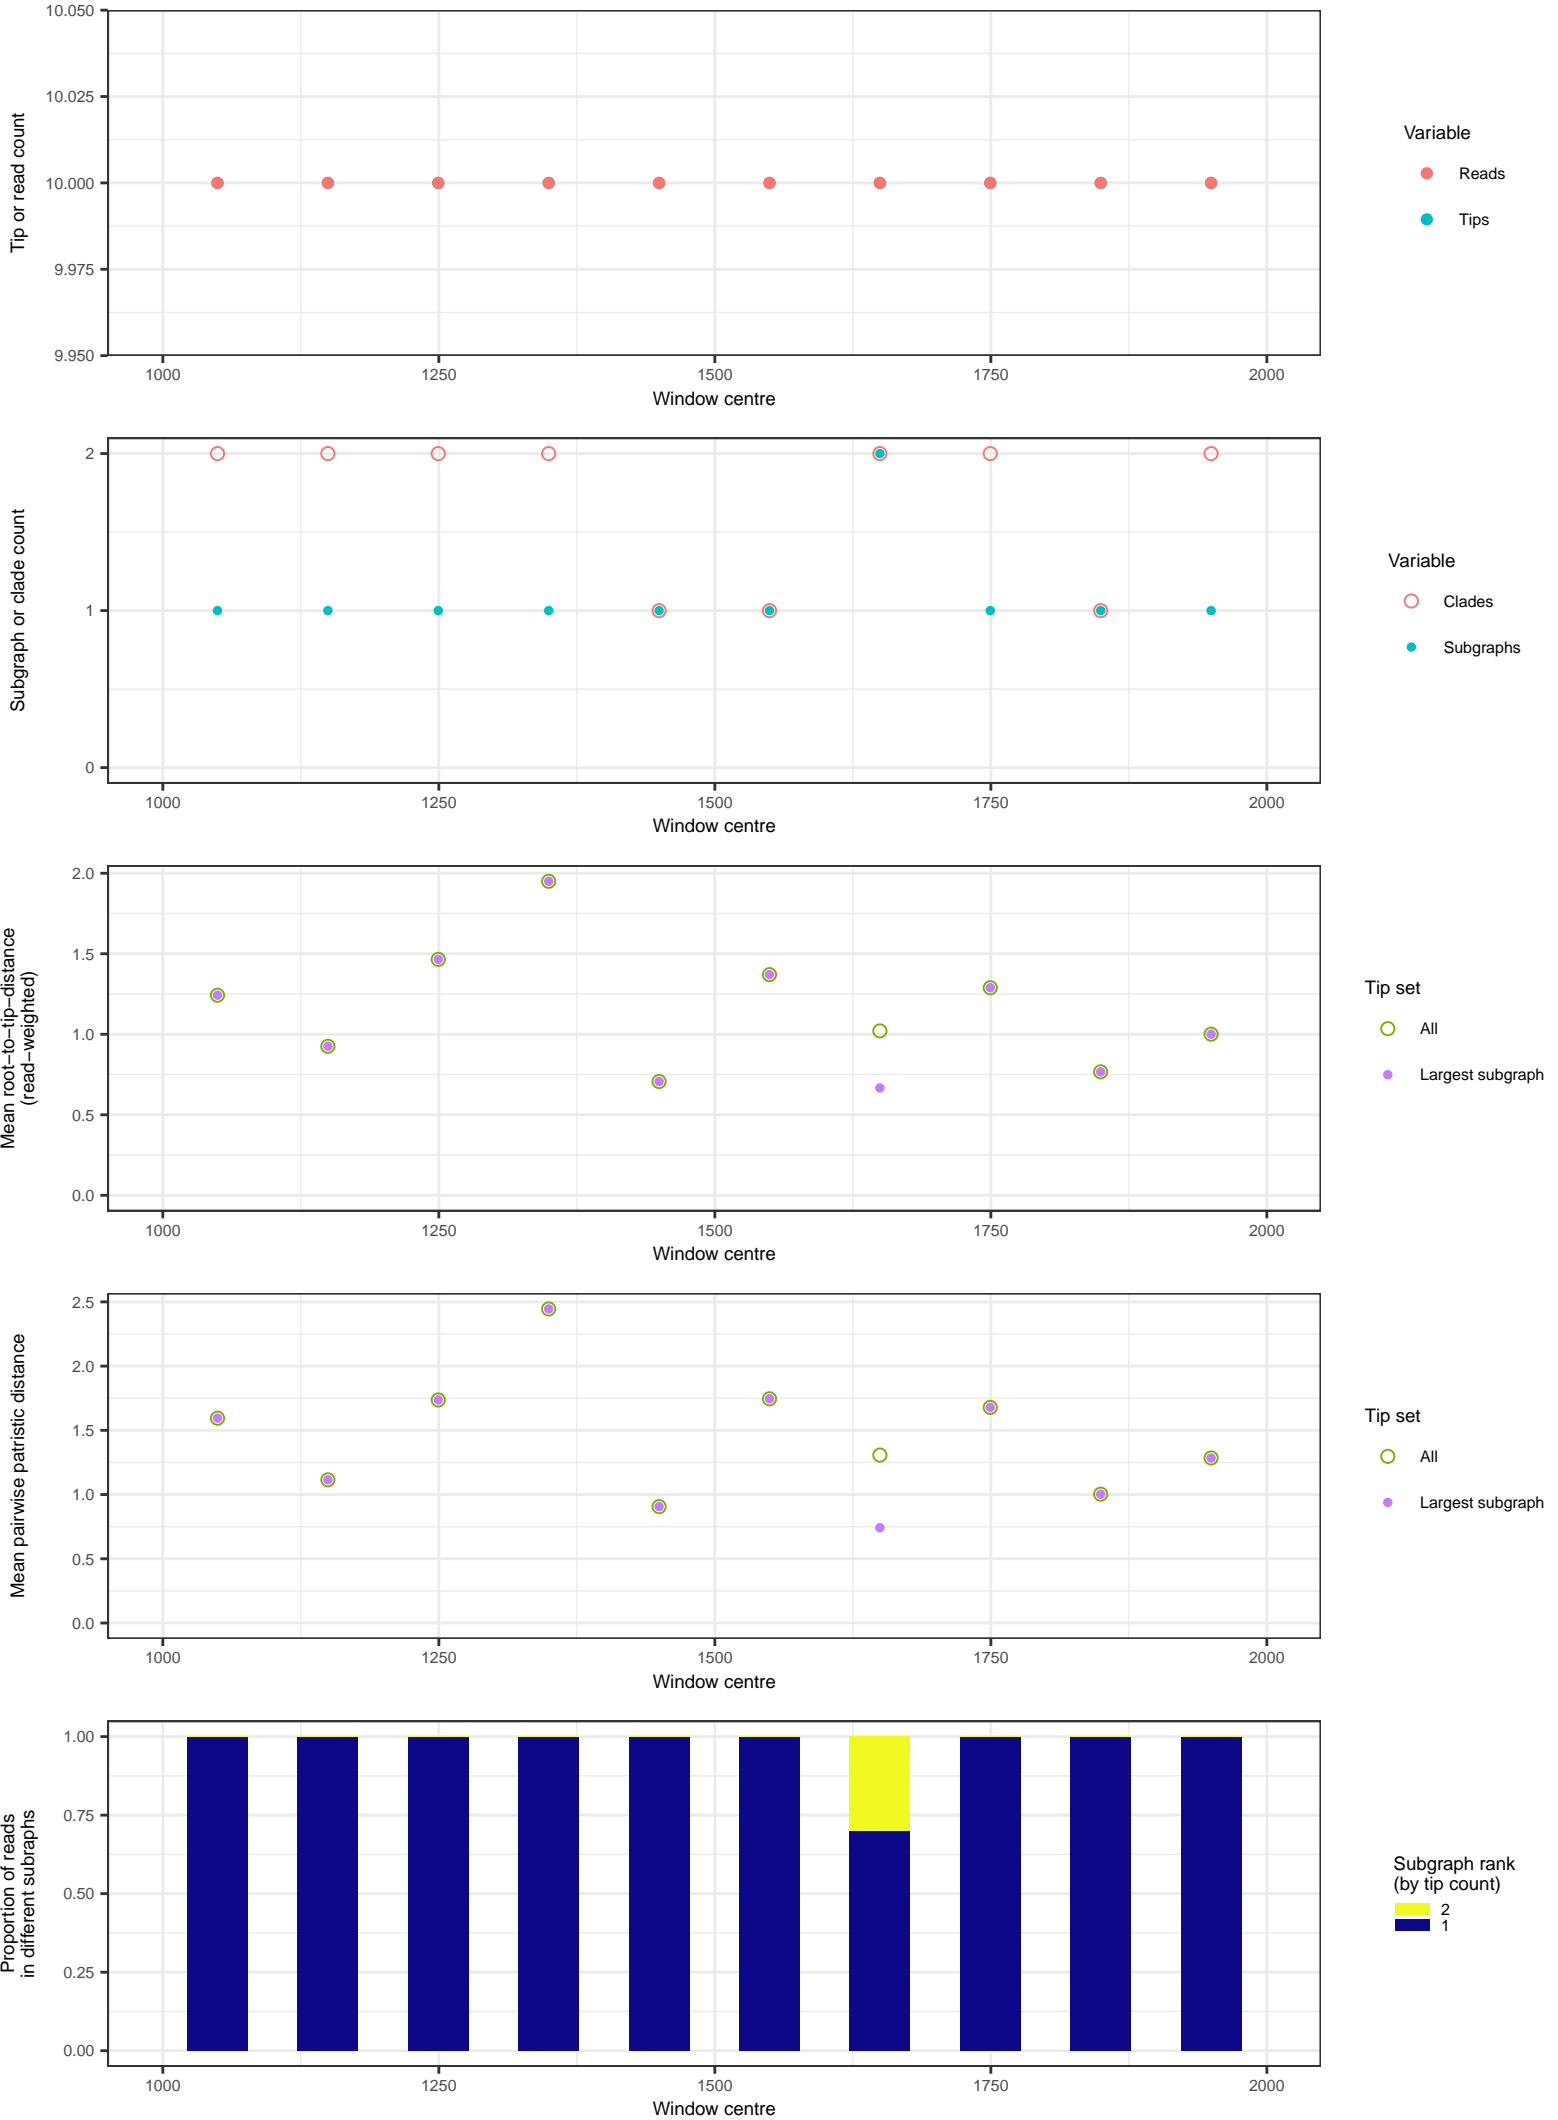 10.050
10.025
10.000
9.975
9.950
Tip or read count
1000 1250 1500 1750 2000
Window centre
Variable
Reads
Tips
2
1
0
Subgraph or clade count
1000 1250 1500 1750 2000
Window centre
Variable
Clades
Subgraphs
2.0
1.5
1.0
0.5
0.0
Mean root−to−tip−distance
(read−weighted)
1000 1250 1500 1750 2000
Window centre
Tip set
All
Largest subgraph
2.5
2.0
1.5
1.0
0.5
0.0
Mean pairwise patristic distance
1000 1250 1500 1750 2000
Window centre
Tip set
All
Largest subgraph
1.00
0.75
0.50
0.25
0.00
Proportion of reads
in different subraphs
1000 1250 1500 1750 2000
Window centre
Subgraph rank
(by tip count)
2
1